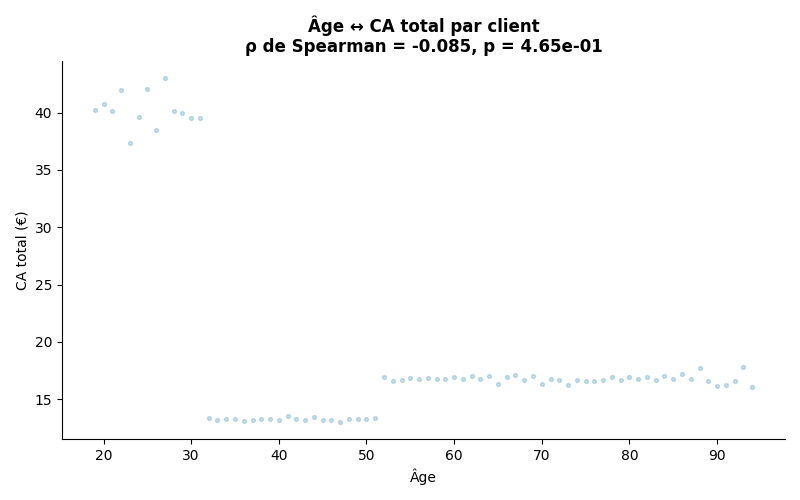 Âge ↔ CA total par client
ρ de Spearman = -0.085, p = 4.65e-01
CA total (€)
40
35
30
25
20
15
20 30 40 50 60 70 80 90
Âge